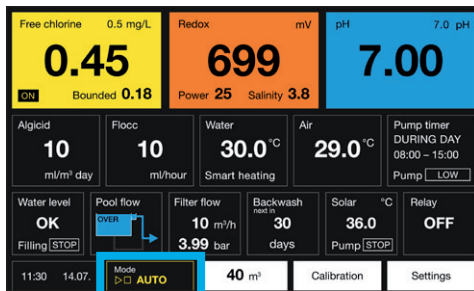 Free chlorine 0.5 mg/L
0.45
ON Bounded 0.18
Redox mV
699
Power 25 Salinity 3.8
pH 7.0 pH
7.00
Algicid
10
ml/m³ day
Flocc
10
ml/hour
Water
30.0 °C
Smart heating
Air
29.0 °C
Pump timer
DURING DAY
08:00 – 15:00
Pump LOW
Water level
OK
Filling STOP
Pool flow
OVER
Filter flow
10 m³/h
3.99 bar
Backwash
next in
30
days
Solar °C
36.0
Pump STOP
Relay
OFF
11:30 14.07.
Mode
AUTO
40 m³
Calibration
Settings